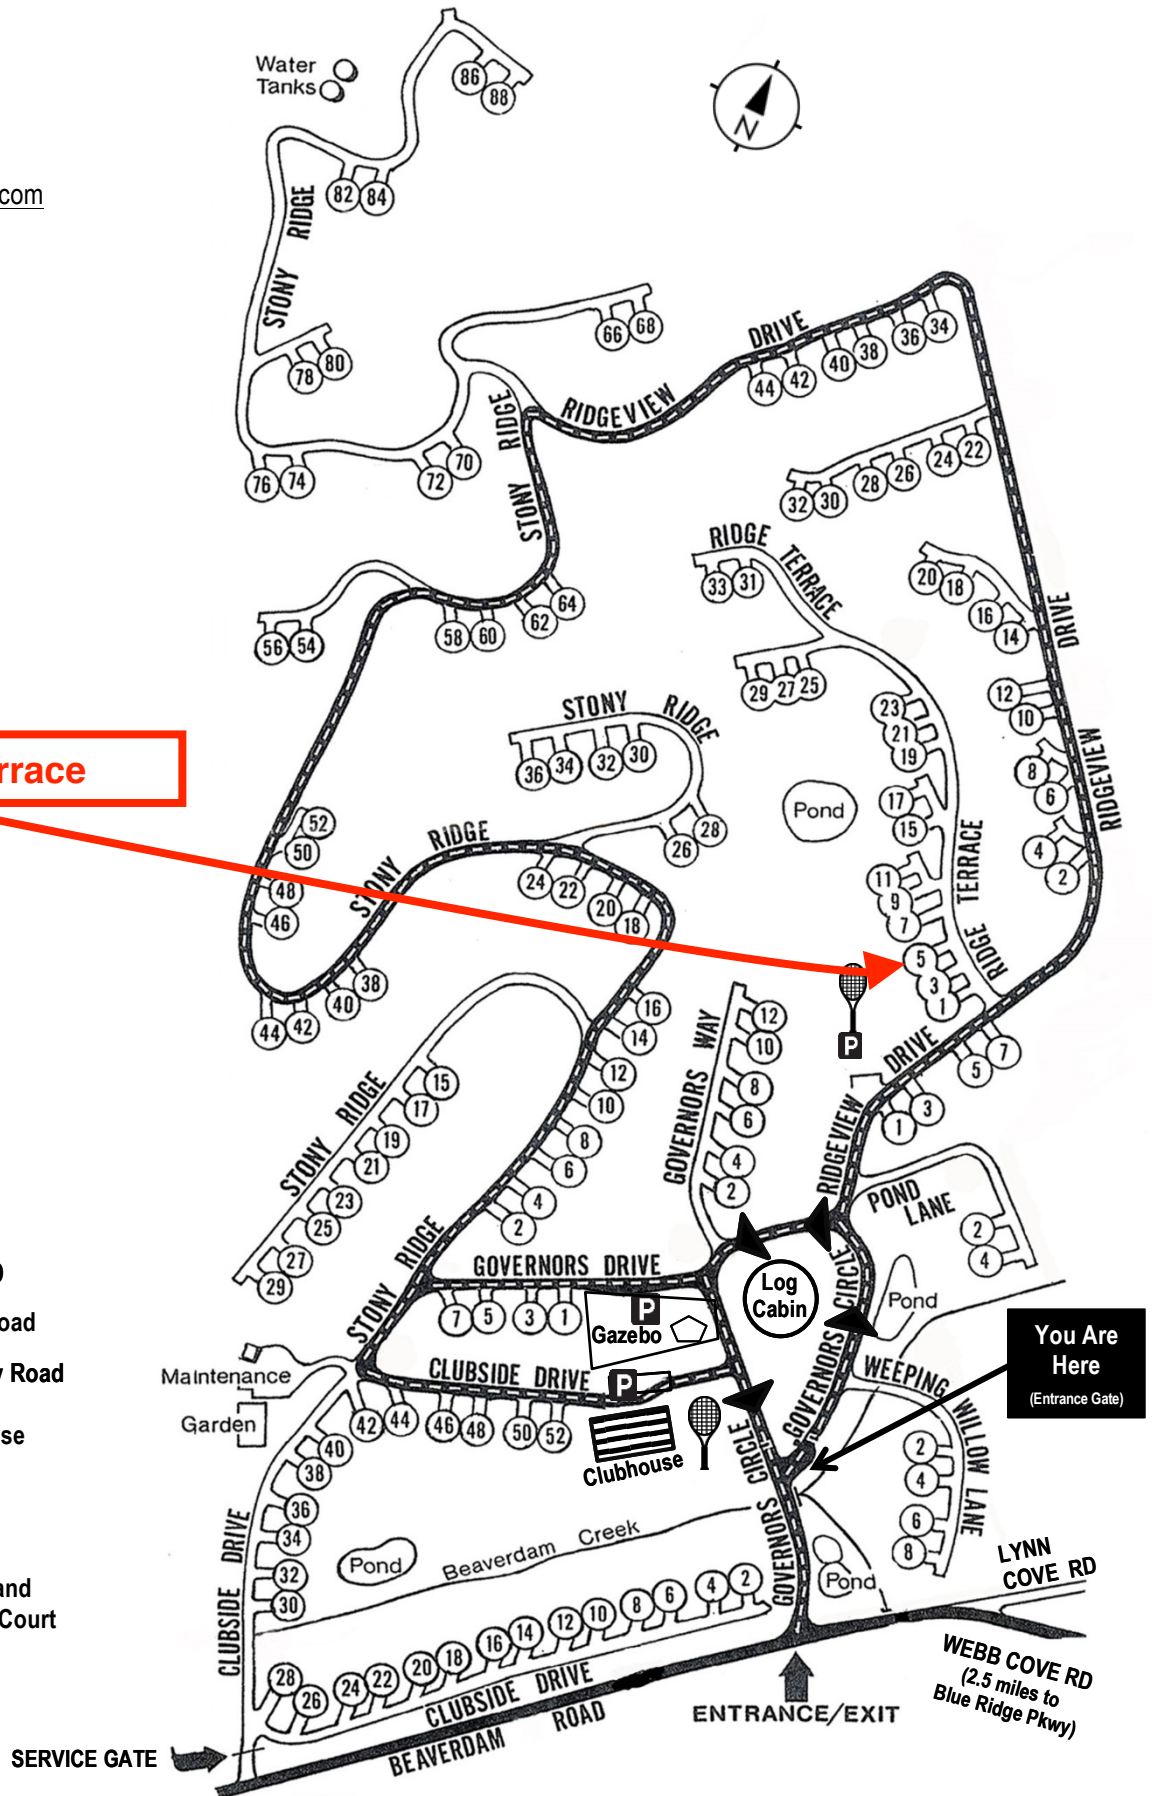 Water
Tanks
86
88
N
com
82
84
STONY RIDGE
66
68
DRIVE
34
36
38
40
42
44
78
80
RIDGEVIEW
STONY RIDGE
76
74
72
70
22
24
26
28
30
32
RIDGE TERRACE
33
31
20
18
16
14
DRIVE
64
62
60
58
56
54
29
27
25
12
10
23
21
19
RIDGEVIEW
8
6
STONY RIDGE
36
34
32
30
rrace
Pond
17
15
28
26
4
2
52
50
48
46
STONY RIDGE
24
22
20
18
11
9
7
5
3
1
RIDGE TERRACE
38
40
42
44
16
14
12
10
8
6
4
2
GOVERNORS WAY
12
10
8
6
4
2
P
DRIVE
7
5
3
1
RIDGEVIEW
STONY RIDGE
15
17
19
21
23
25
27
29
POND
LANE
2
4
STONY RIDGE
GOVERNORS DRIVE
Log
Cabin
GOVERNORS CIRCLE
Pond
7
5
3
1
P
Gazebo
oad
y Road
se
and
Court
You Are
Here
(Entrance Gate)
Maintenance
Garden
CLUBSIDE DRIVE
P
42
44
46
48
50
52
Clubhouse
WEEPING WILLOW LANE
2
4
6
8
GOVERNORS CIRCLE
40
38
36
34
32
30
CLUBSIDE DRIVE
Pond
Beaverdam Creek
Pond
LYNN
COVE RD
28
26
24
22
20
18
16
14
12
10
8
6
4
2
CLUBSIDE DRIVE
BEAVERDAM ROAD
ENTRANCE/EXIT
WEBB COVE RD
(2.5 miles to
Blue Ridge Pkwy)
SERVICE GATE